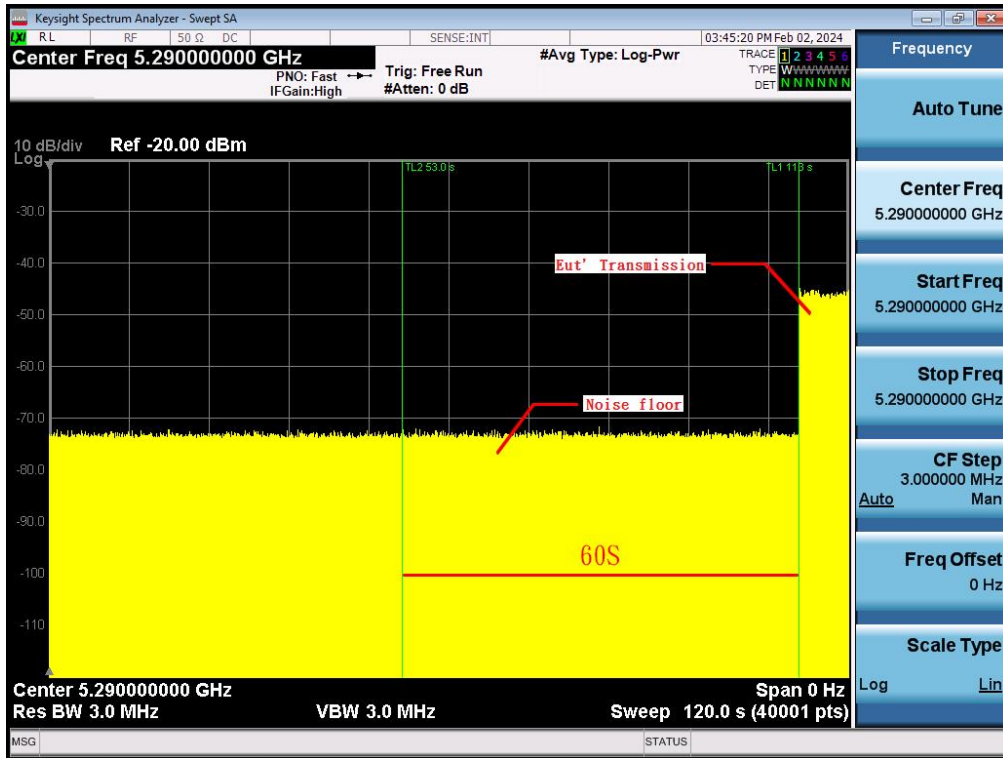 Keysight Spectrum Analyzer - Swept SA
LXI RL RF 50 Ω DC SENSE:INT 03:45:20 PM Feb 02, 2024
Center Freq 5.290000000 GHz
PNO: Fast
IFGain:High
Trig: Free Run
#Atten: 0 dB
#Avg Type: Log-Pwr
TRACE 1 2 3 4 5 6
TYPE WWWWWW
DET N N N N N N
10 dB/div Ref -20.00 dBm
Log
TL2 53.0 s
TL1 113 s
-30.0
-40.0
-50.0
-60.0
-70.0
-80.0
-90.0
-100
-110
Eut' Transmission
Noise floor
60S
Center 5.290000000 GHz Span 0 Hz
Res BW 3.0 MHz VBW 3.0 MHz Sweep 120.0 s (40001 pts)
MSG STATUS
Frequency
Auto Tune
Center Freq
5.290000000 GHz
Start Freq
5.290000000 GHz
Stop Freq
5.290000000 GHz
CF Step
3.000000 MHz
Auto Man
Freq Offset
0 Hz
Scale Type
Log Lin